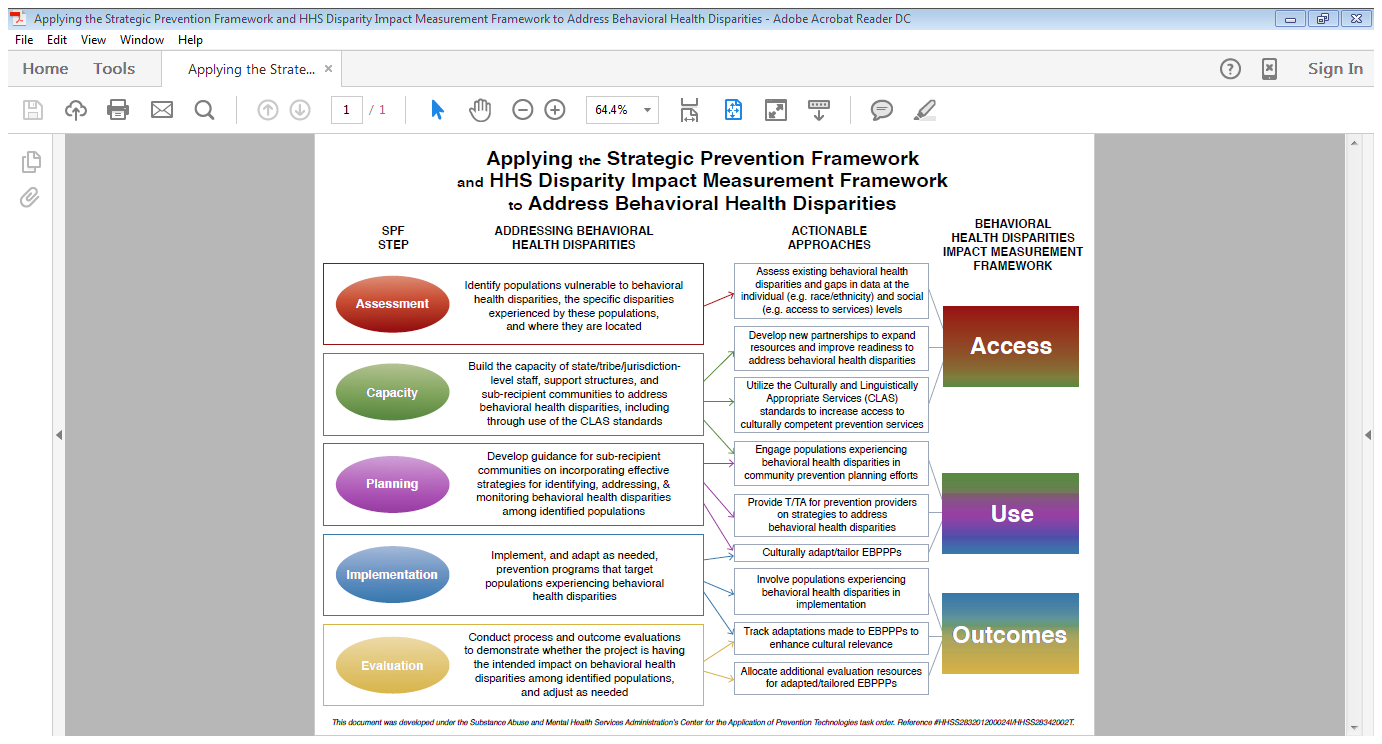 Applying the Strategic Prevention Framework and HHS Disparity Impact Measurement Framework to Address Behavioral Health Disparities - Adobe Acrobat Reader DC
File Edit View Window Help
Home Tools Applying the Strate... × Sign In
1 / 1 64.4%
Applying the Strategic Prevention Framework
and HHS Disparity Impact Measurement Framework
to Address Behavioral Health Disparities
SPF
STEP
ADDRESSING BEHAVIORAL
HEALTH DISPARITIES
ACTIONABLE
APPROACHES
BEHAVIORAL
HEALTH DISPARITIES
IMPACT MEASUREMENT
FRAMEWORK
Assessment
Identify populations vulnerable to behavioral
health disparities, the specific disparities
experienced by these populations,
and where they are located
Capacity
Build the capacity of state/tribe/jurisdiction-
level staff, support structures, and
sub-recipient communities to address
behavioral health disparities, including
through use of the CLAS standards
Planning
Develop guidance for sub-recipient
communities on incorporating effective
strategies for identifying, addressing, &
monitoring behavioral health disparities
among identified populations
Implementation
Implement, and adapt as needed,
prevention programs that target
populations experiencing behavioral
health disparities
Evaluation
Conduct process and outcome evaluations
to demonstrate whether the project is having
the intended impact on behavioral health
disparities among identified populations,
and adjust as needed
Assess existing behavioral health
disparities and gaps in data at the
individual (e.g. race/ethnicity) and social
(e.g. access to services) levels
Develop new partnerships to expand
resources and improve readiness to
address behavioral health disparities
Utilize the Culturally and Linguistically
Appropriate Services (CLAS)
standards to increase access to
culturally competent prevention services
Engage populations experiencing
behavioral health disparities in
community prevention planning efforts
Provide T/TA for prevention providers
on strategies to address
behavioral health disparities
Culturally adapt/tailor EBPPPs
Involve populations experiencing
behavioral health disparities in
implementation
Track adaptations made to EBPPPs to
enhance cultural relevance
Allocate additional evaluation resources
for adapted/tailored EBPPPs
Access
Use
Outcomes
This document was developed under the Substance Abuse and Mental Health Services Administration's Center for the Application of Prevention Technologies task order. Reference #HHSS283201200024I/HHSS28342002T.